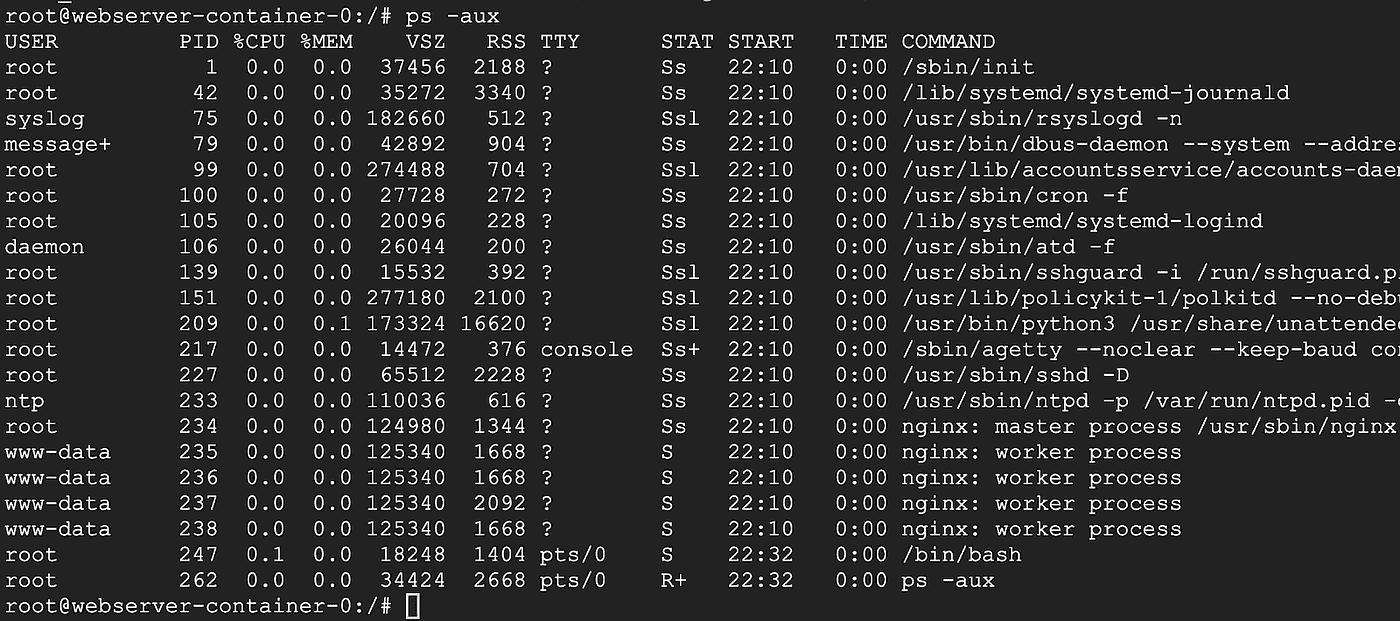 root@webserver-container-0:/# ps -aux
USER PID %CPU %MEM VSZ RSS TTY STAT START TIME COMMAND
root 1 0.0 0.0 37456 2188 ? Ss 22:10 0:00 /sbin/init
root 42 0.0 0.0 35272 3340 ? Ss 22:10 0:00 /lib/systemd/systemd-journald
syslog 75 0.0 0.0 182660 512 ? Ssl 22:10 0:00 /usr/sbin/rsyslogd -n
message+ 79 0.0 0.0 42892 904 ? Ss 22:10 0:00 /usr/bin/dbus-daemon --system --addre
root 99 0.0 0.0 274488 704 ? Ssl 22:10 0:00 /usr/lib/accountsservice/accounts-dae
root 100 0.0 0.0 27728 272 ? Ss 22:10 0:00 /usr/sbin/cron -f
root 105 0.0 0.0 20096 228 ? Ss 22:10 0:00 /lib/systemd/systemd-logind
daemon 106 0.0 0.0 26044 200 ? Ss 22:10 0:00 /usr/sbin/atd -f
root 139 0.0 0.0 15532 392 ? Ssl 22:10 0:00 /usr/sbin/sshguard -i /run/sshguard.p
root 151 0.0 0.0 277180 2100 ? Ssl 22:10 0:00 /usr/lib/policykit-1/polkitd --no-deb
root 209 0.0 0.1 173324 16620 ? Ssl 22:10 0:00 /usr/bin/python3 /usr/share/unattende
root 217 0.0 0.0 14472 376 console Ss+ 22:10 0:00 /sbin/agetty --noclear --keep-baud co
root 227 0.0 0.0 65512 2228 ? Ss 22:10 0:00 /usr/sbin/sshd -D
ntp 233 0.0 0.0 110036 616 ? Ss 22:10 0:00 /usr/sbin/ntpd -p /var/run/ntpd.pid -
root 234 0.0 0.0 124980 1344 ? Ss 22:10 0:00 nginx: master process /usr/sbin/nginx
www-data 235 0.0 0.0 125340 1668 ? S 22:10 0:00 nginx: worker process
www-data 236 0.0 0.0 125340 1668 ? S 22:10 0:00 nginx: worker process
www-data 237 0.0 0.0 125340 2092 ? S 22:10 0:00 nginx: worker process
www-data 238 0.0 0.0 125340 1668 ? S 22:10 0:00 nginx: worker process
root 247 0.1 0.0 18248 1404 pts/0 S 22:32 0:00 /bin/bash
root 262 0.0 0.0 34424 2668 pts/0 R+ 22:32 0:00 ps -aux
root@webserver-container-0:/#